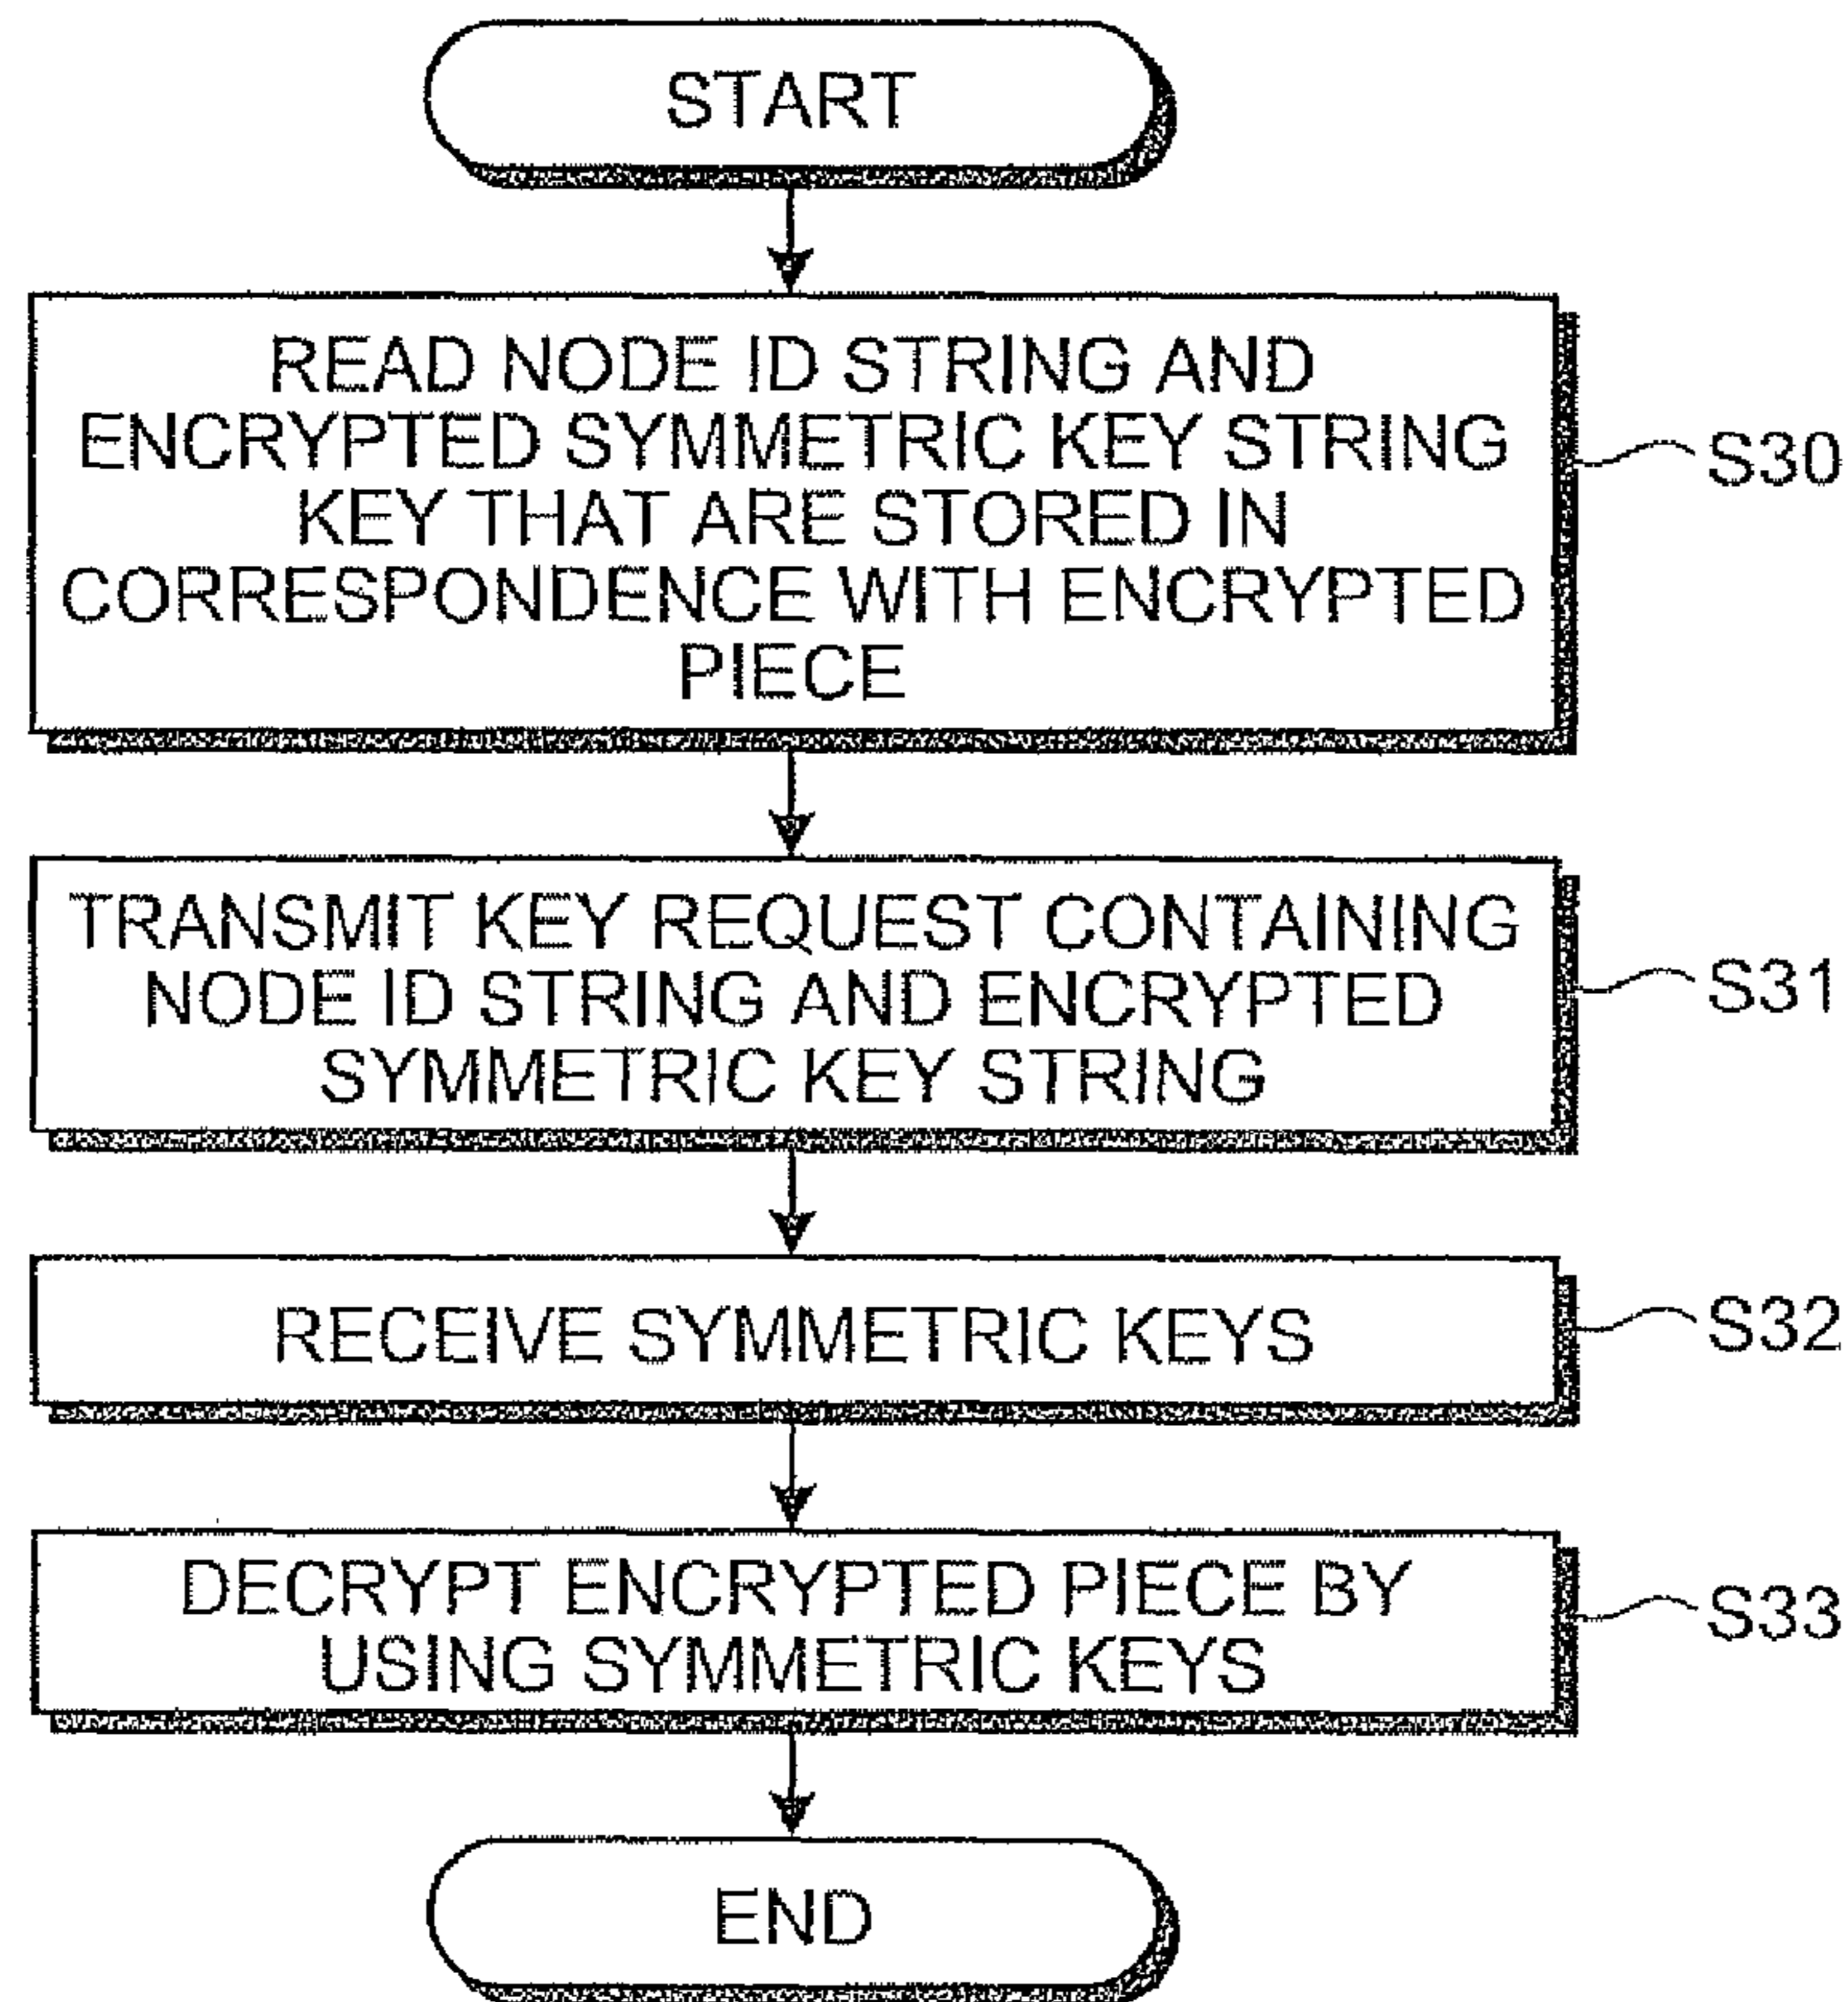 START
READ NODE ID STRING AND
ENCRYPTED SYMMETRIC KEY STRING
KEY THAT ARE STORED IN
CORRESPONDENCE WITH ENCRYPTED
PIECE
S30
TRANSMIT KEY REQUEST CONTAINING
NODE ID STRING AND ENCRYPTED
SYMMETRIC KEY STRING
S31
RECEIVE SYMMETRIC KEYS
S32
DECRYPT ENCRYPTED PIECE BY
USING SYMMETRIC KEYS
S33
END